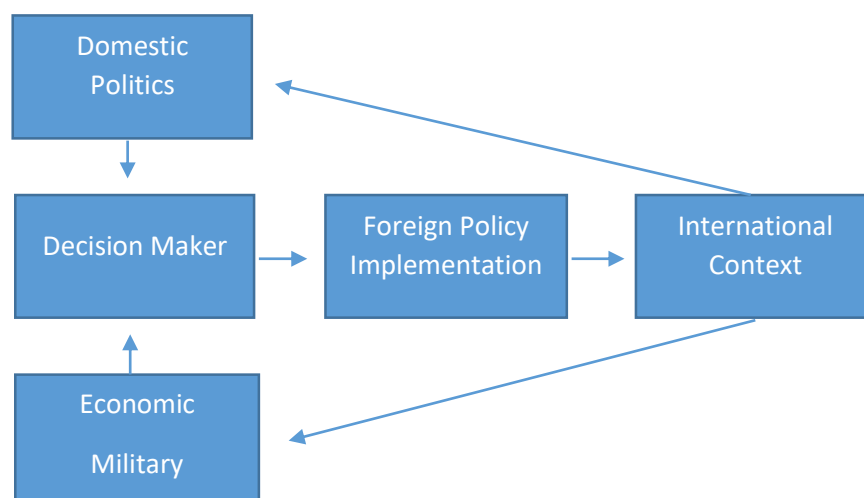 Domestic
Politics
Decision Maker
Foreign Policy
Implementation
International
Context
Economic
Military